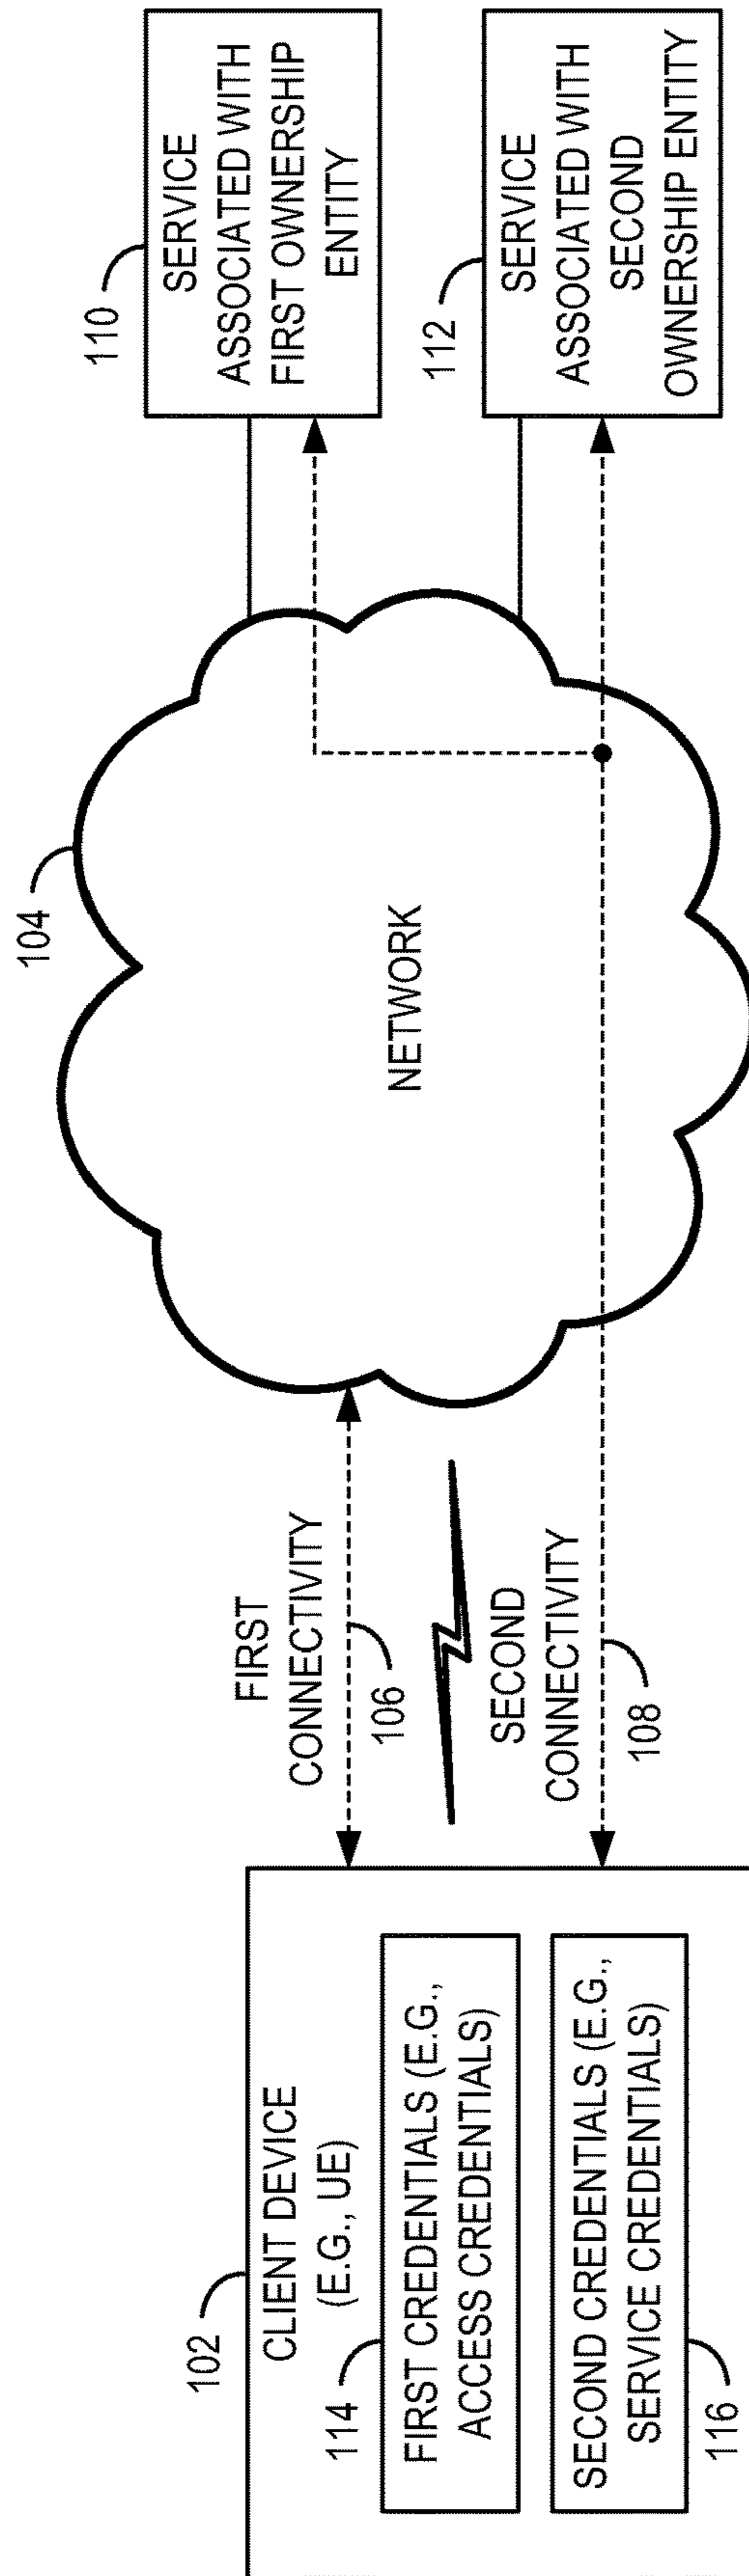 102
CLIENT DEVICE
(E.G., UE)
114
FIRST CREDENTIALS (E.G.,
ACCESS CREDENTIALS)
SECOND CREDENTIALS (E.G.,
SERVICE CREDENTIALS)
116
FIRST
CONNECTIVITY
106
SECOND
CONNECTIVITY
108
104
NETWORK
110
SERVICE
ASSOCIATED WITH
FIRST OWNERSHIP
ENTITY
112
SERVICE
ASSOCIATED WITH
SECOND
OWNERSHIP ENTITY